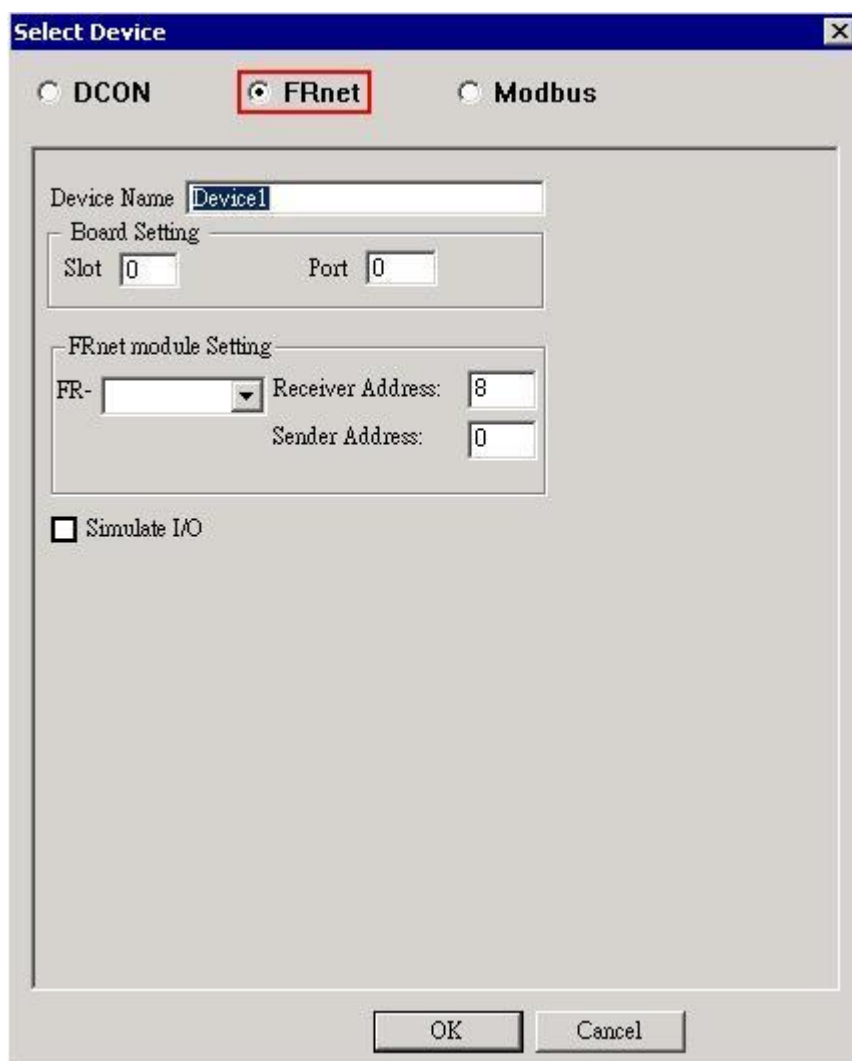 Select Device
DCON FRnet Modbus
Device Name Device1
Board Setting
Slot 0 Port 0
FRnet module Setting
FR- Receiver Address: 8
Sender Address: 0
Simulate I/O
OK Cancel